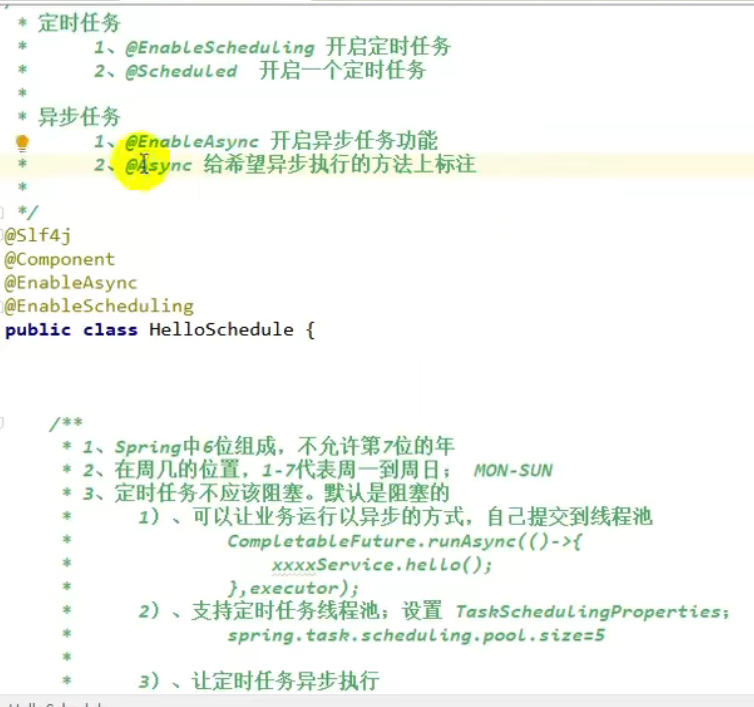 * 定时任务
* 1、@EnableScheduling 开启定时任务
* 2、@Scheduled 开启一个定时任务
*
* 异步任务
* 1、@EnableAsync 开启异步任务功能
* 2、@Async 给希望异步执行的方法上标注
*
*/
@Slf4j
@Component
@EnableAsync
@EnableScheduling
public class HelloSchedule {
/**
* 1、Spring中6位组成，不允许第7位的年
* 2、在周几的位置，1-7代表周一到周日； MON-SUN
* 3、定时任务不应该阻塞。默认是阻塞的
* 1）、可以让业务运行以异步的方式，自己提交到线程池
* CompletableFuture.runAsync(()->{
* xxxxService.hello();
* },executor);
* 2）、支持定时任务线程池；设置 TaskSchedulingProperties；
* spring.task.scheduling.pool.size=5
*
* 3）、让定时任务异步执行